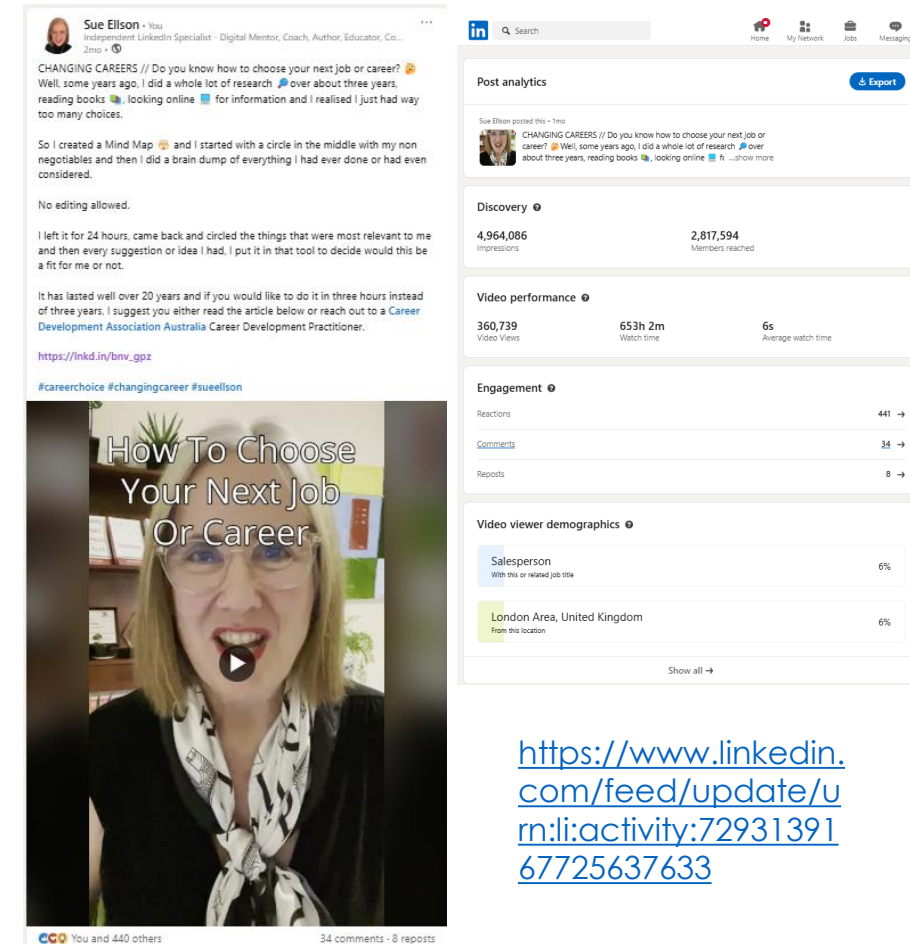 Sue Ellson • You
Independent LinkedIn Specialist - Digital Mentor, Coach, Author, Educator, Co...
2mo •
CHANGING CAREERS // Do you know how to choose your next job or career? 🤔
Well, some years ago, I did a whole lot of research 🔎 over about three years,
reading books 📚, looking online 💻 for information and I realised I just had way
too many choices.
So I created a Mind Map 🤯 and I started with a circle in the middle with my non
negotiables and then I did a brain dump of everything I had ever done or had even
considered.
No editing allowed.
I left it for 24 hours, came back and circled the things that were most relevant to me
and then every suggestion or idea I had, I put it in that tool to decide would this be
a fit for me or not.
It has lasted well over 20 years and if you would like to do it in three hours instead
of three years, I suggest you either read the article below or reach out to a Career
Development Association Australia Career Development Practitioner.
https://lnkd.in/bnv_gpz
#careerchoice #changingcareer #sueellson
How To Choose
Your Next Job
Or Career
You and 440 others
34 comments · 8 reposts
in
Search
Home
My Network
Jobs
Messaging
Post analytics
Export
Sue Ellson posted this • 1mo
CHANGING CAREERS // Do you know how to choose your next job or
career? 🤔 Well, some years ago, I did a whole lot of research 🔎 over
about three years, reading books 📚, looking online 💻 fc ...show more
Discovery
4,964,086
Impressions
2,817,594
Members reached
Video performance
360,739
Video Views
653h 2m
Watch time
6s
Average watch time
Engagement
Reactions
441 →
Comments
34 →
Reposts
8 →
Video viewer demographics
Salesperson
With this or related job title
6%
London Area, United Kingdom
From this location
6%
Show all →
https://www.linkedin.
com/feed/update/u
rn:li:activity:72931391
67725637633